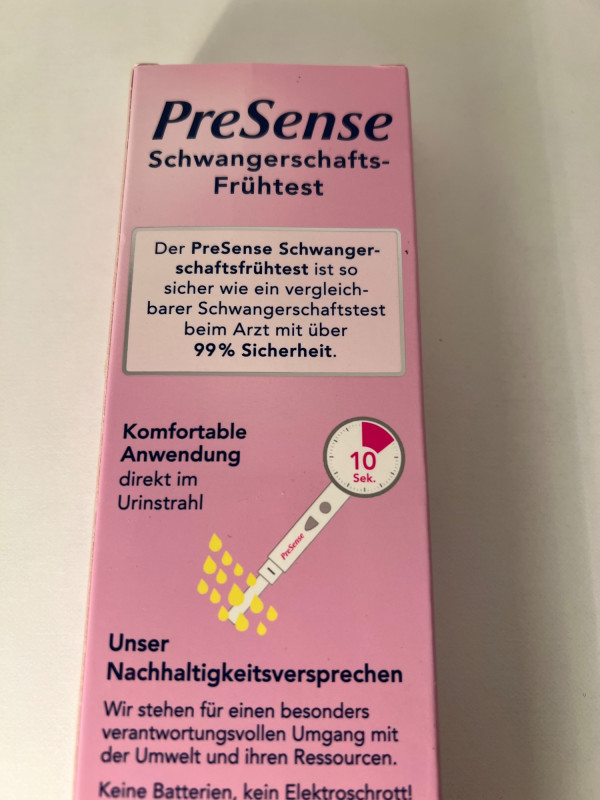 PreSense
Schwangerschafts-
Frühtest
Der PreSense Schwanger-
schaftsfrühtest ist so
sicher wie ein vergleich-
barer Schwangerschaftstest
beim Arzt mit über
99% Sicherheit.
Komfortable
Anwendung
direkt im
Urinstrahl
10
Sek.
PreSense
Unser
Nachhaltigkeitsversprechen
Wir stehen für einen besonders
verantwortungsvollen Umgang mit
der Umwelt und ihren Ressourcen.
Keine Batterien, kein Elektroschrott!